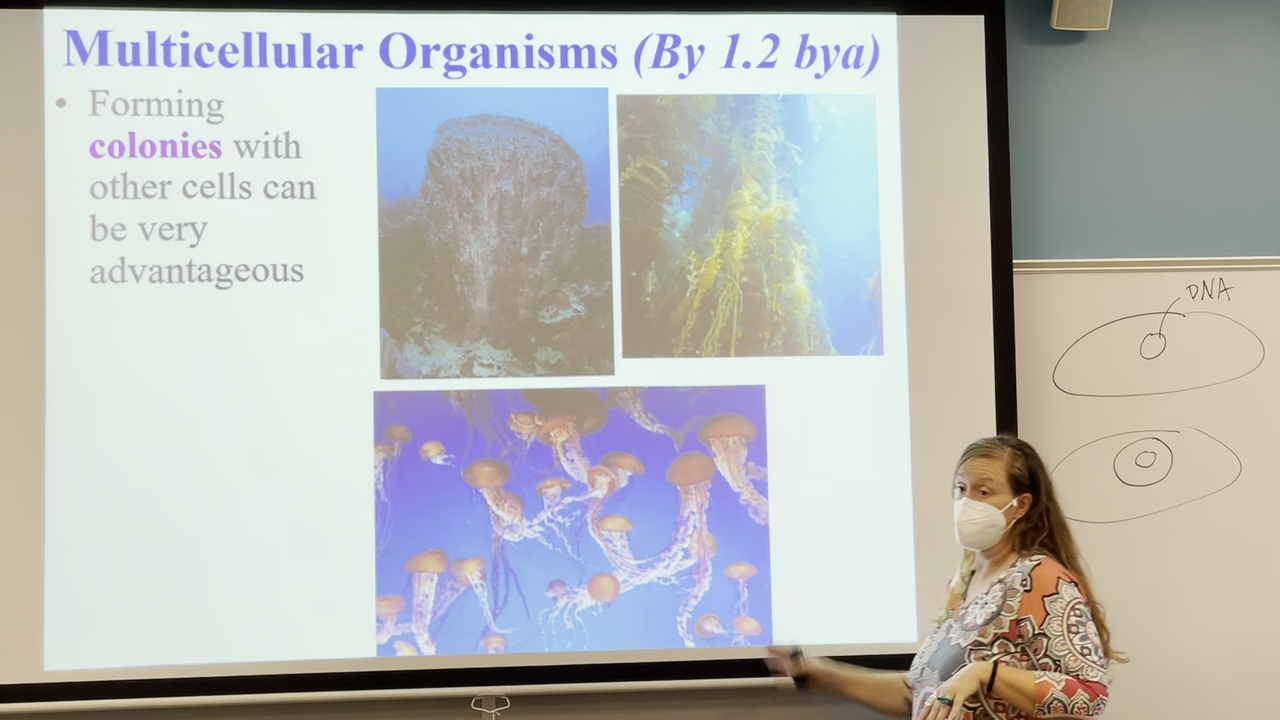 Multicellular Organisms (By 1.2 bya)
• Forming
colonies with
other cells can
be very
advantageous
DNA